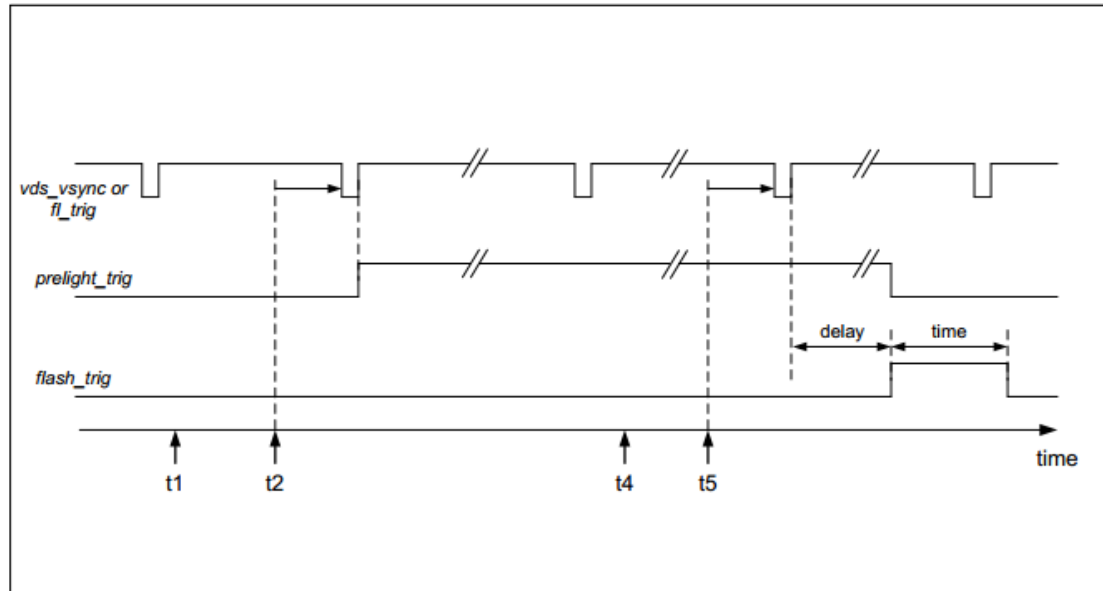 vds_vsync or
fl_trig
prelight_trig
delay
time
flash_trig
time
t1
t2
t4
t5